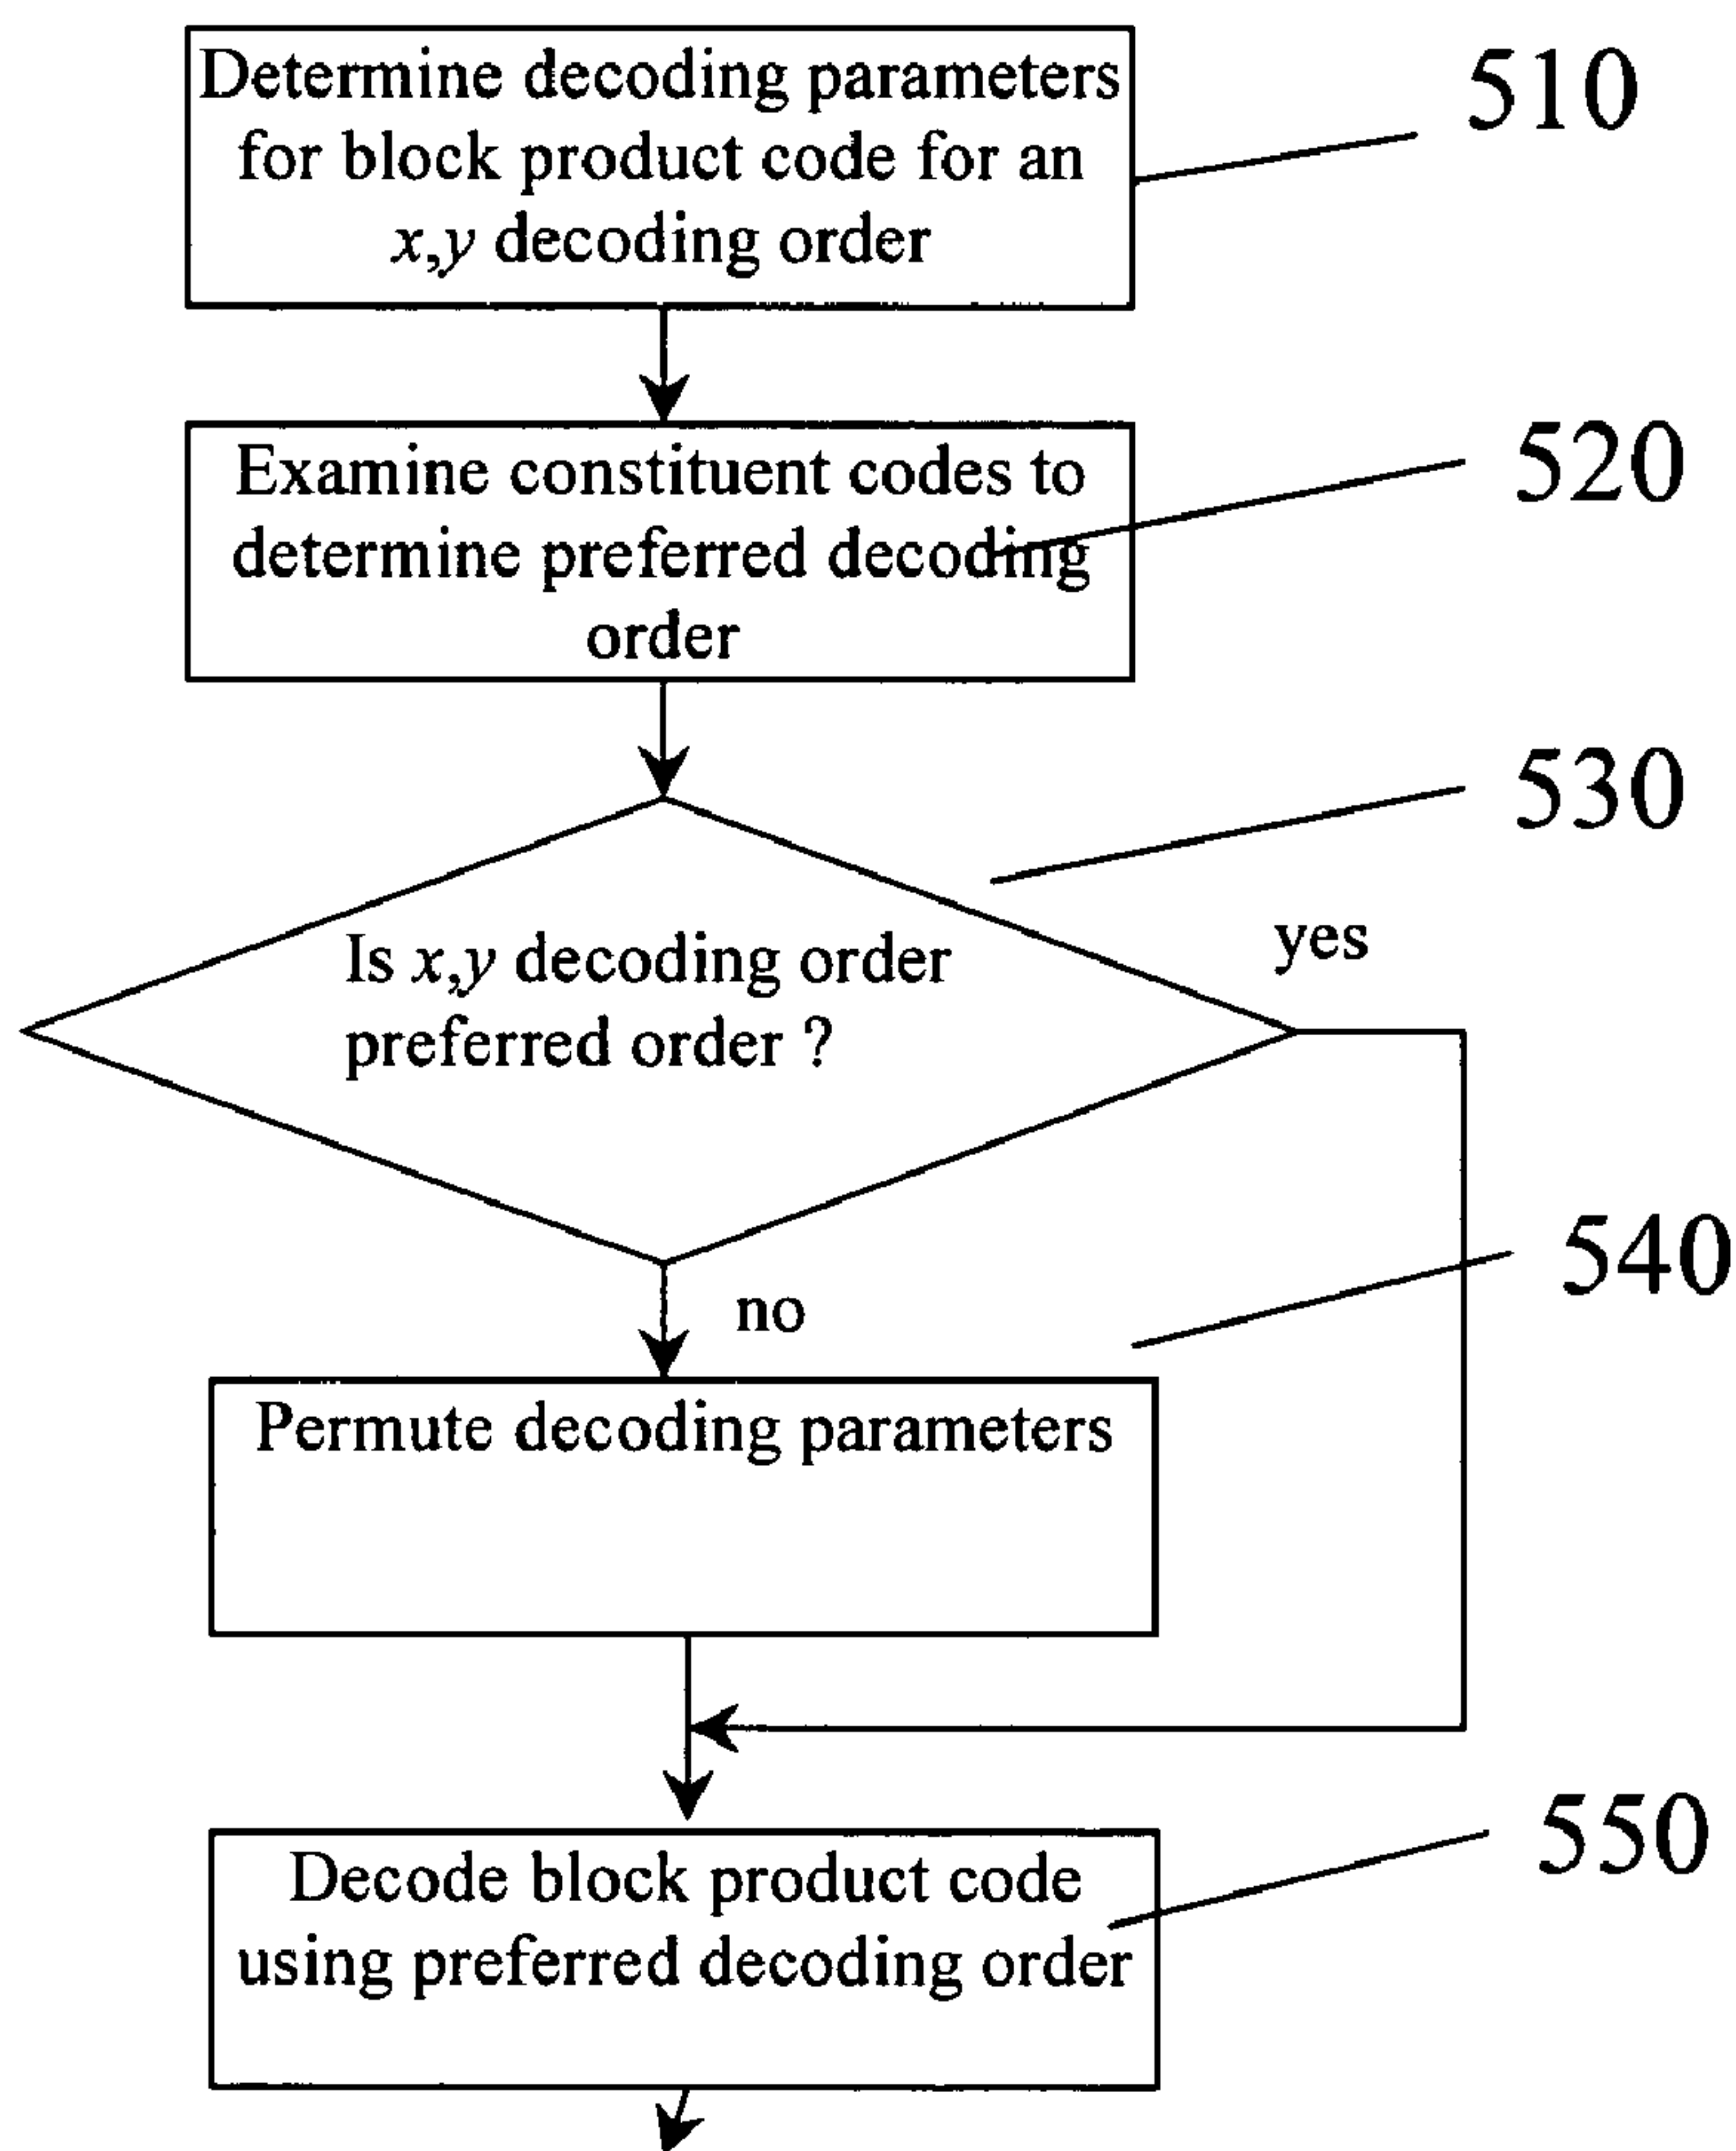 Determine decoding parameters
for block product code for an
x,y decoding order
510
Examine constituent codes to
determine preferred decoding
order
520
530
Is x,y decoding order
preferred order ?
yes
no
540
Permute decoding parameters
Decode block product code
using preferred decoding order
550